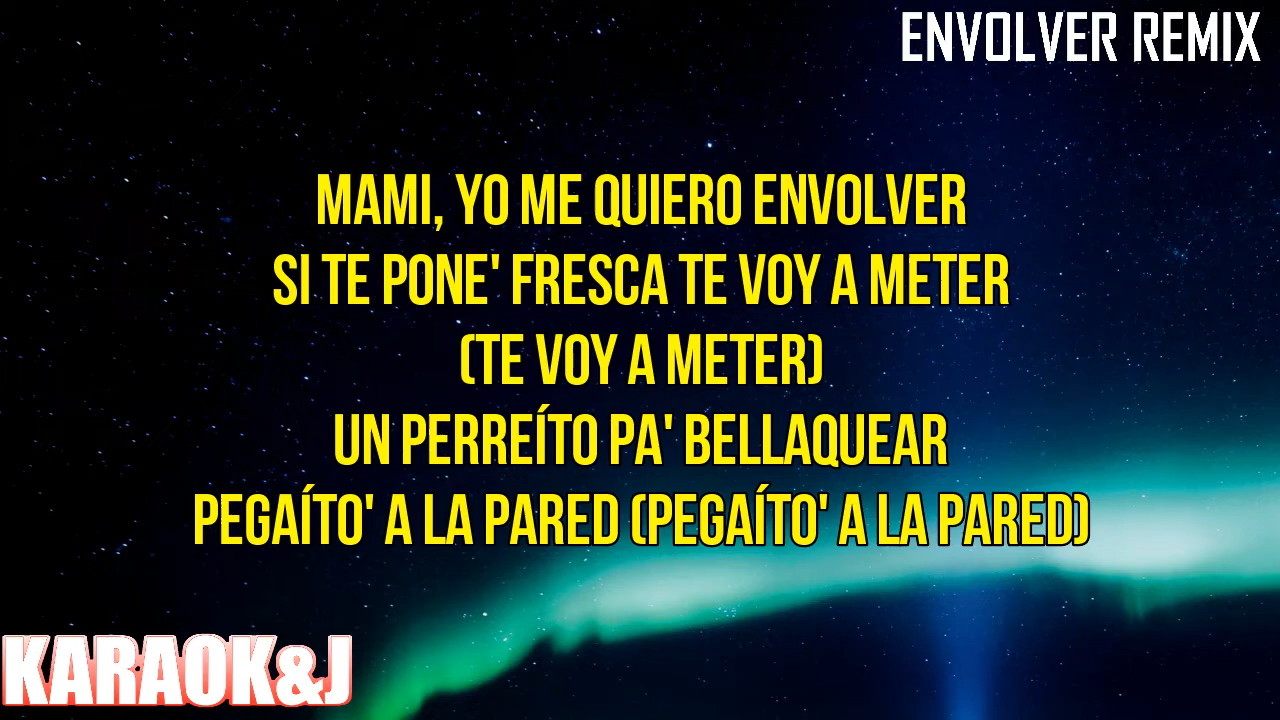 ENVOLVER REMIX
MAMI, YO ME QUIERO ENVOLVER
SI TE PONE' FRESCA TE VOY A METER
(TE VOY A METER)
UN PERREÍTO PA' BELLAQUEAR
PEGAÍTO' A LA PARED (PEGAÍTO' A LA PARED)
KARAOK&J